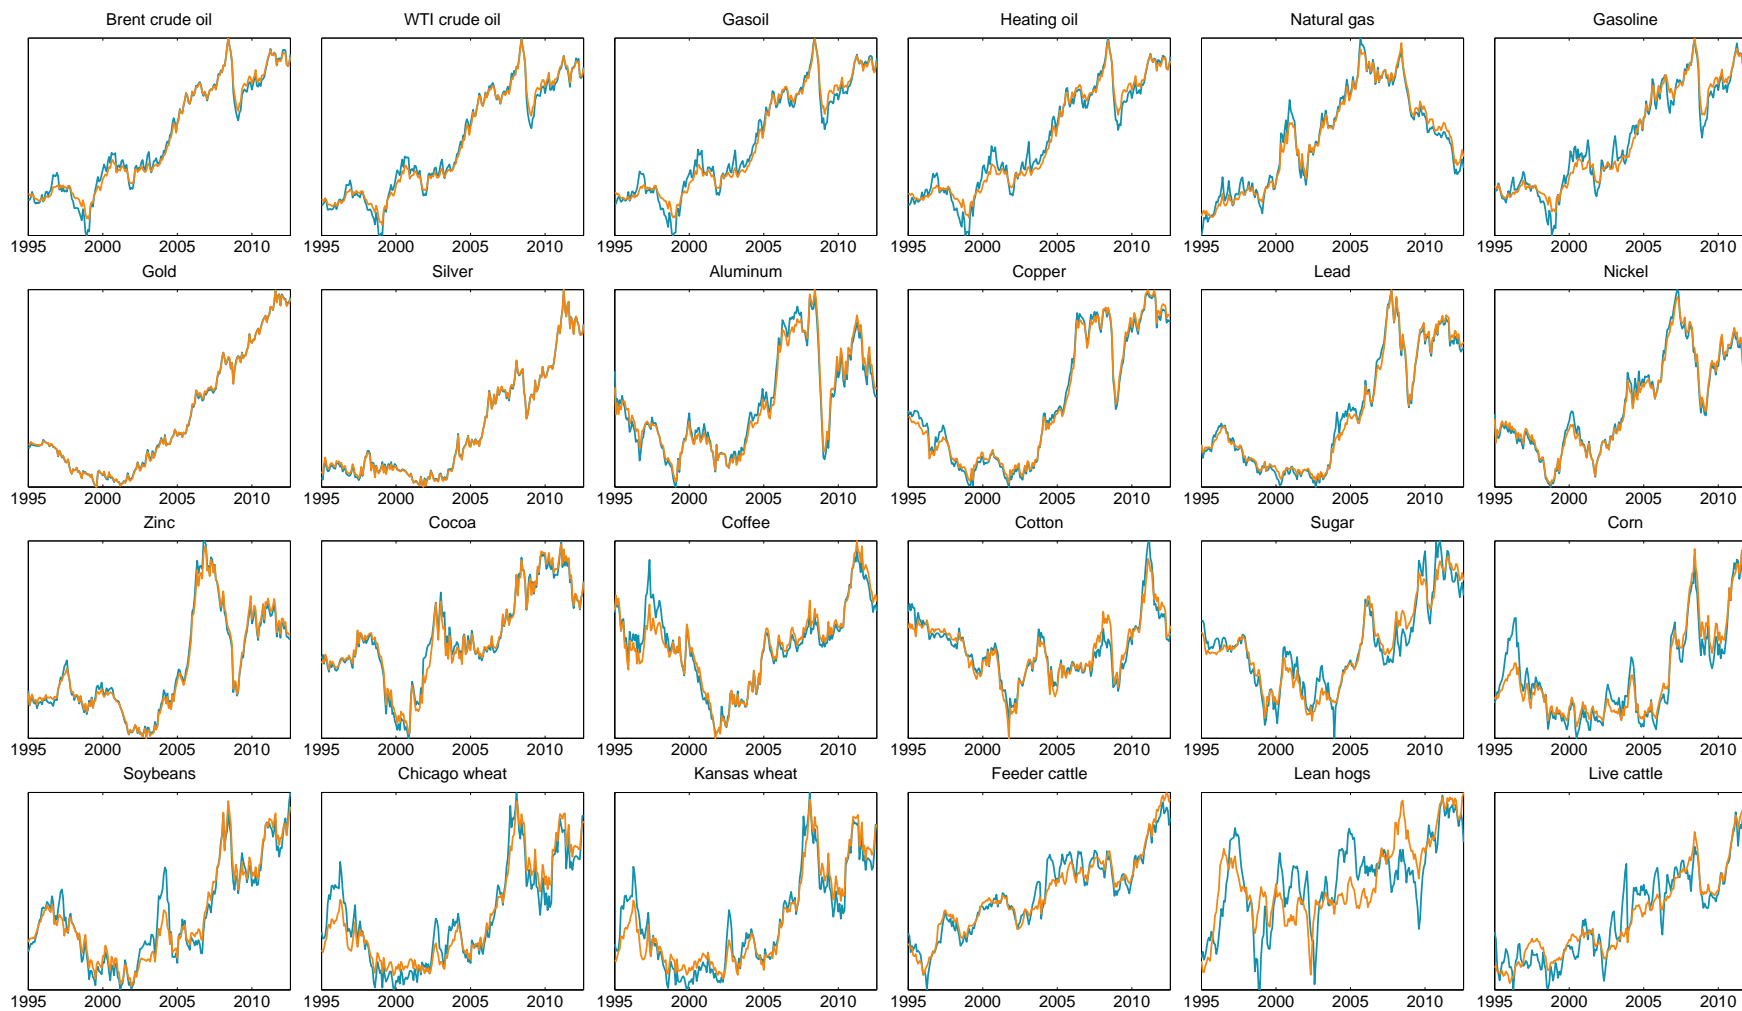 Brent crude oil WTI crude oil Gasoil Heating oil Natural gas Gasoline
1995 2000 2005 2010 1995 2000 2005 2010 1995 2000 2005 2010 1995 2000 2005 2010 1995 2000 2005 2010 1995 2000 2005 2010
Gold Silver Aluminum Copper Lead Nickel
1995 2000 2005 2010 1995 2000 2005 2010 1995 2000 2005 2010 1995 2000 2005 2010 1995 2000 2005 2010 1995 2000 2005 2010
Zinc Cocoa Coffee Cotton Sugar Corn
1995 2000 2005 2010 1995 2000 2005 2010 1995 2000 2005 2010 1995 2000 2005 2010 1995 2000 2005 2010 1995 2000 2005 2010
Soybeans Chicago wheat Kansas wheat Feeder cattle Lean hogs Live cattle
1995 2000 2005 2010 1995 2000 2005 2010 1995 2000 2005 2010 1995 2000 2005 2010 1995 2000 2005 2010 1995 2000 2005 2010